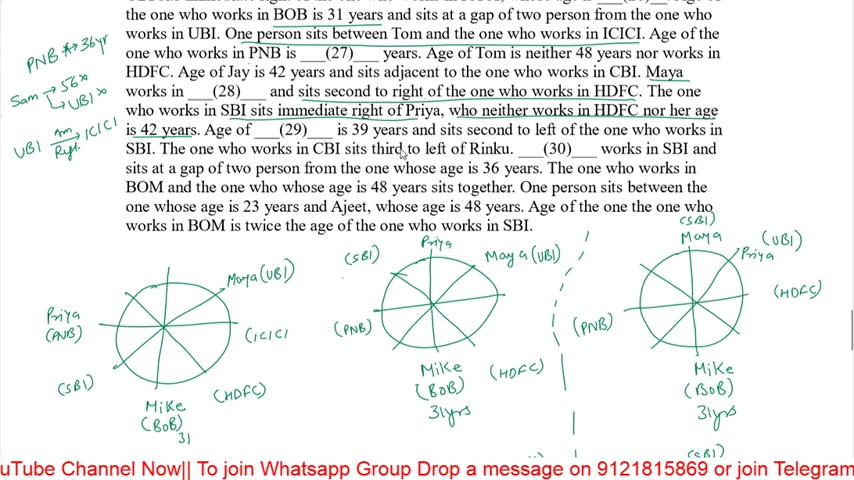 the one who works in BOB is 31 years and sits at a gap of two person from the one who
works in UBI. One person sits between Tom and the one who works in ICICI. Age of the
one who works in PNB is ___(27)___ years. Age of Tom is neither 48 years nor works in
HDFC. Age of Jay is 42 years and sits adjacent to the one who works in CBI. Maya
works in ___(28)___ and sits second to right of the one who works in HDFC. The one
who works in SBI sits immediate right of Priya, who neither works in HDFC nor her age
is 42 years. Age of ___(29)___ is 39 years and sits second to left of the one who works in
SBI. The one who works in CBI sits third to left of Rinku. ___(30)___ works in SBI and
sits at a gap of two person from the one whose age is 36 years. The one who works in
BOM and the one who whose age is 48 years sits together. One person sits between the
one whose age is 23 years and Ajeet, whose age is 48 years. Age of the one the one who
works in BOM is twice the age of the one who works in SBI.
PNB 36yr
Sam → 56x
↳ UBI x
UBI Im Rgt. ICICI
Maya (UBI)
Priya
(PNB)
(ICICI
(SBI)
(HDFC)
Mike
(BOB)
31
Priya
(SBI)
Maya (UBI)
(PNB)
(HDFC)
Mike
(BOB)
31yrs
(SBI)
Maya
(UBI)
Priya
(HDFC)
(PNB)
Mike
(BOB)
31yrs
(SBI)
uTube Channel Now|| To join Whatsapp Group Drop a message on 9121815869 or join Telegram